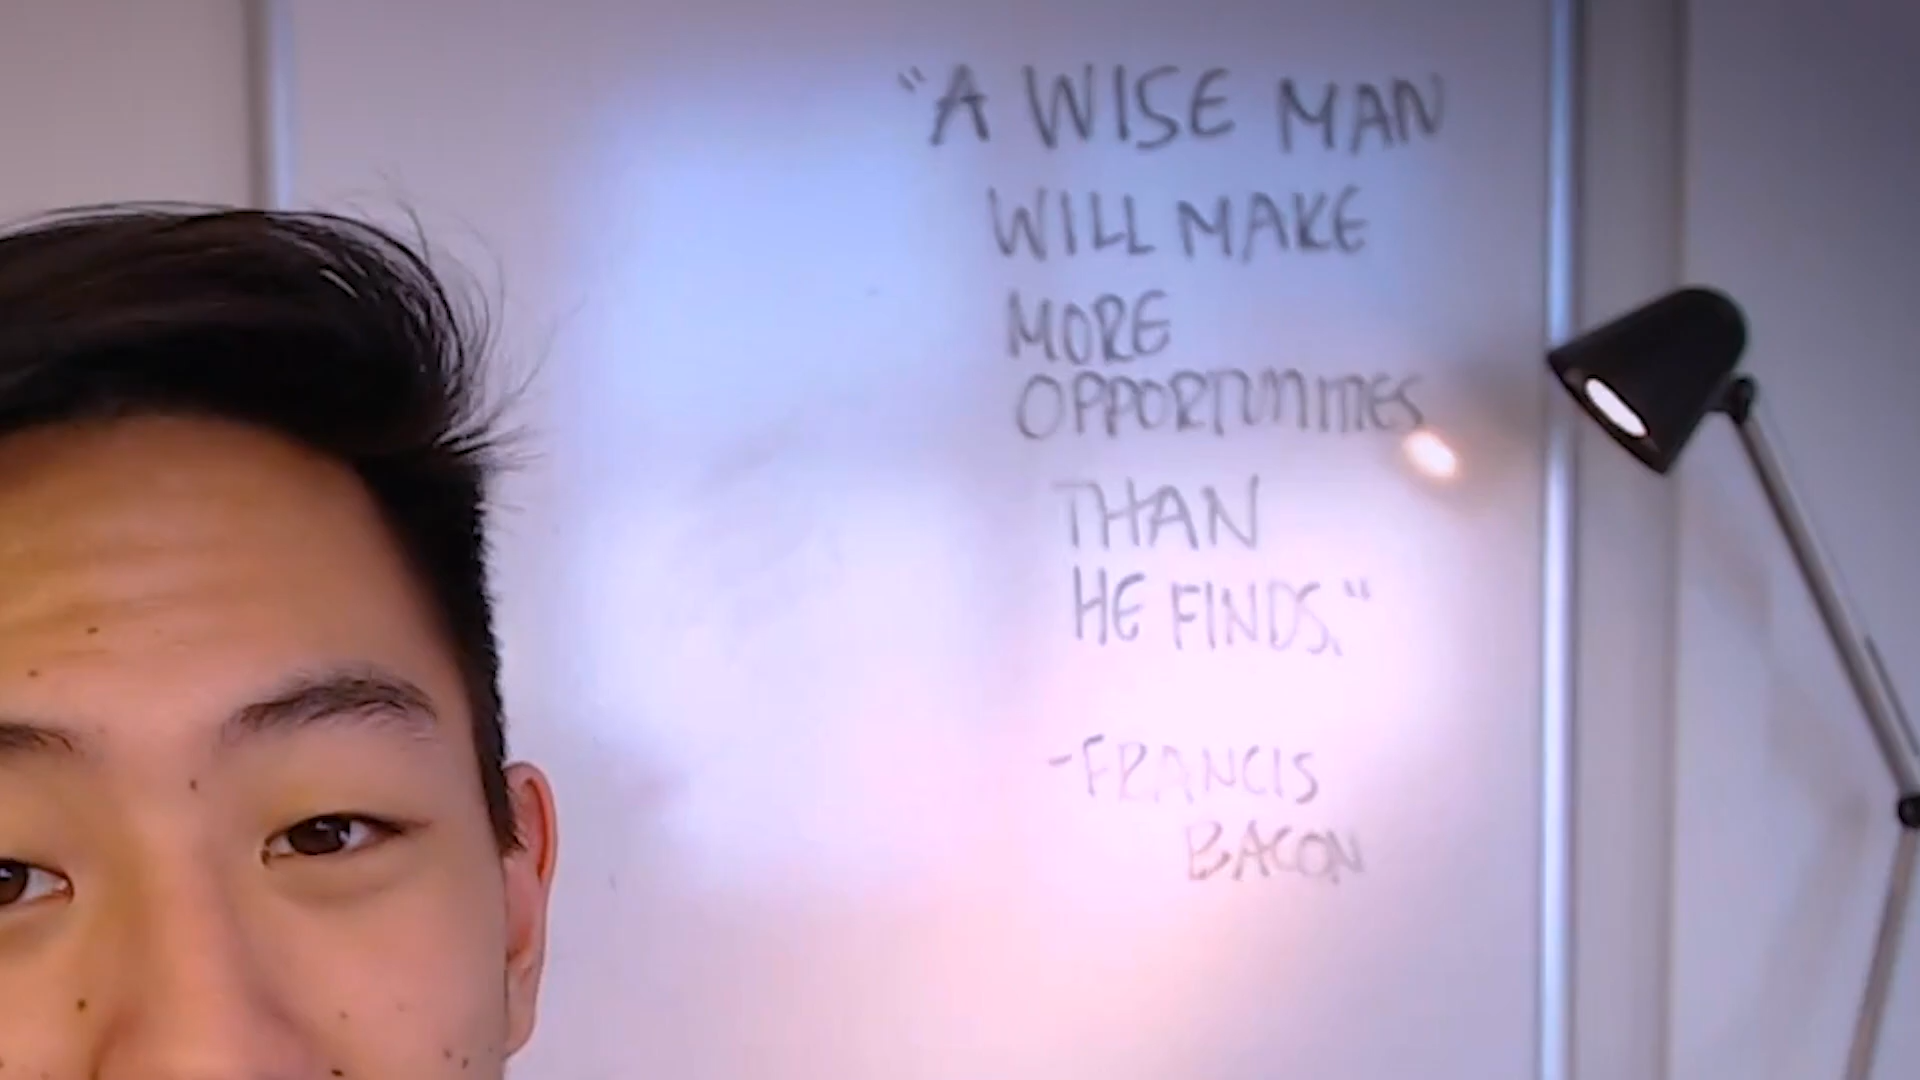 "A WISE MAN
WILL MAKE
MORE
OPPORTUNITIES
THAN
HE FINDS."
-FRANCIS
BACON